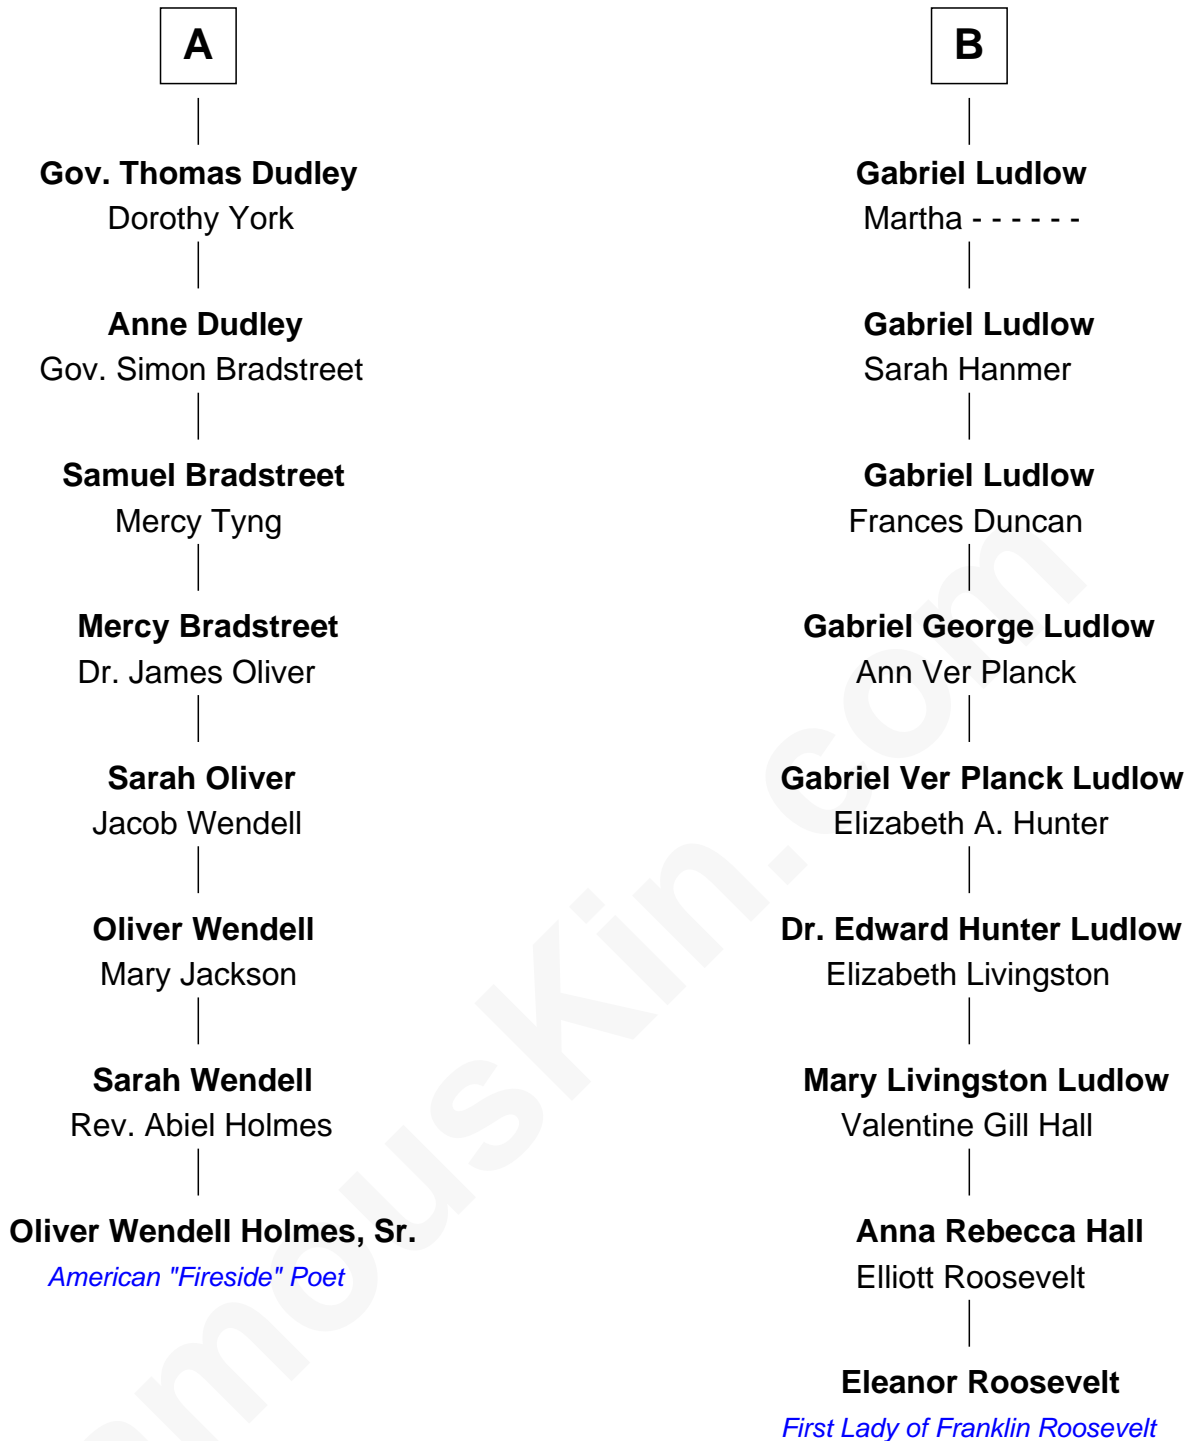 A
Gov. Thomas Dudley
Dorothy York
Anne Dudley
Gov. Simon Bradstreet
Samuel Bradstreet
Mercy Tyng
Mercy Bradstreet
Dr. James Oliver
Sarah Oliver
Jacob Wendell
Oliver Wendell
Mary Jackson
Sarah Wendell
Rev. Abiel Holmes
Oliver Wendell Holmes, Sr.
American "Fireside" Poet
B
Gabriel Ludlow
Martha - - - - - -
Gabriel Ludlow
Sarah Hanmer
Gabriel Ludlow
Frances Duncan
Gabriel George Ludlow
Ann Ver Planck
Gabriel Ver Planck Ludlow
Elizabeth A. Hunter
Dr. Edward Hunter Ludlow
Elizabeth Livingston
Mary Livingston Ludlow
Valentine Gill Hall
Anna Rebecca Hall
Elliott Roosevelt
Eleanor Roosevelt
First Lady of Franklin Roosevelt
amouskin.com